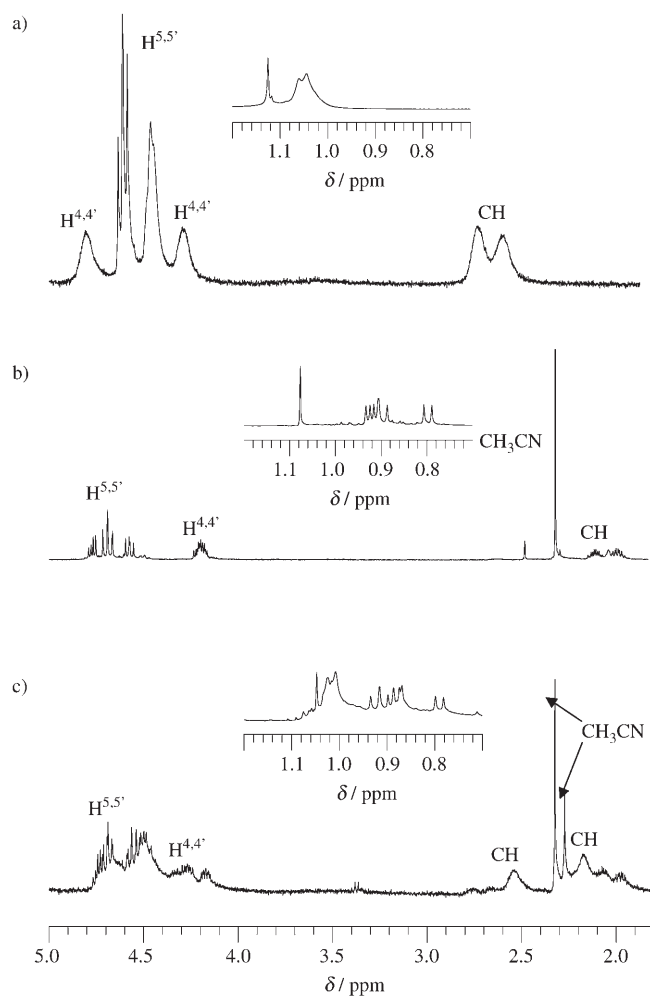 a)
H5,5’
H4,4’
H4,4’
CH
1.1 1.0 0.9 0.8
δ / ppm
b)
H5,5’
H4,4’
CH3CN
CH
1.1 1.0 0.9 0.8
δ / ppm
c)
H5,5’
H4,4’
CH
CH3CN
CH
1.1 1.0 0.9 0.8
δ / ppm
5.0 4.5 4.0 3.5 3.0 2.5 2.0
δ / ppm